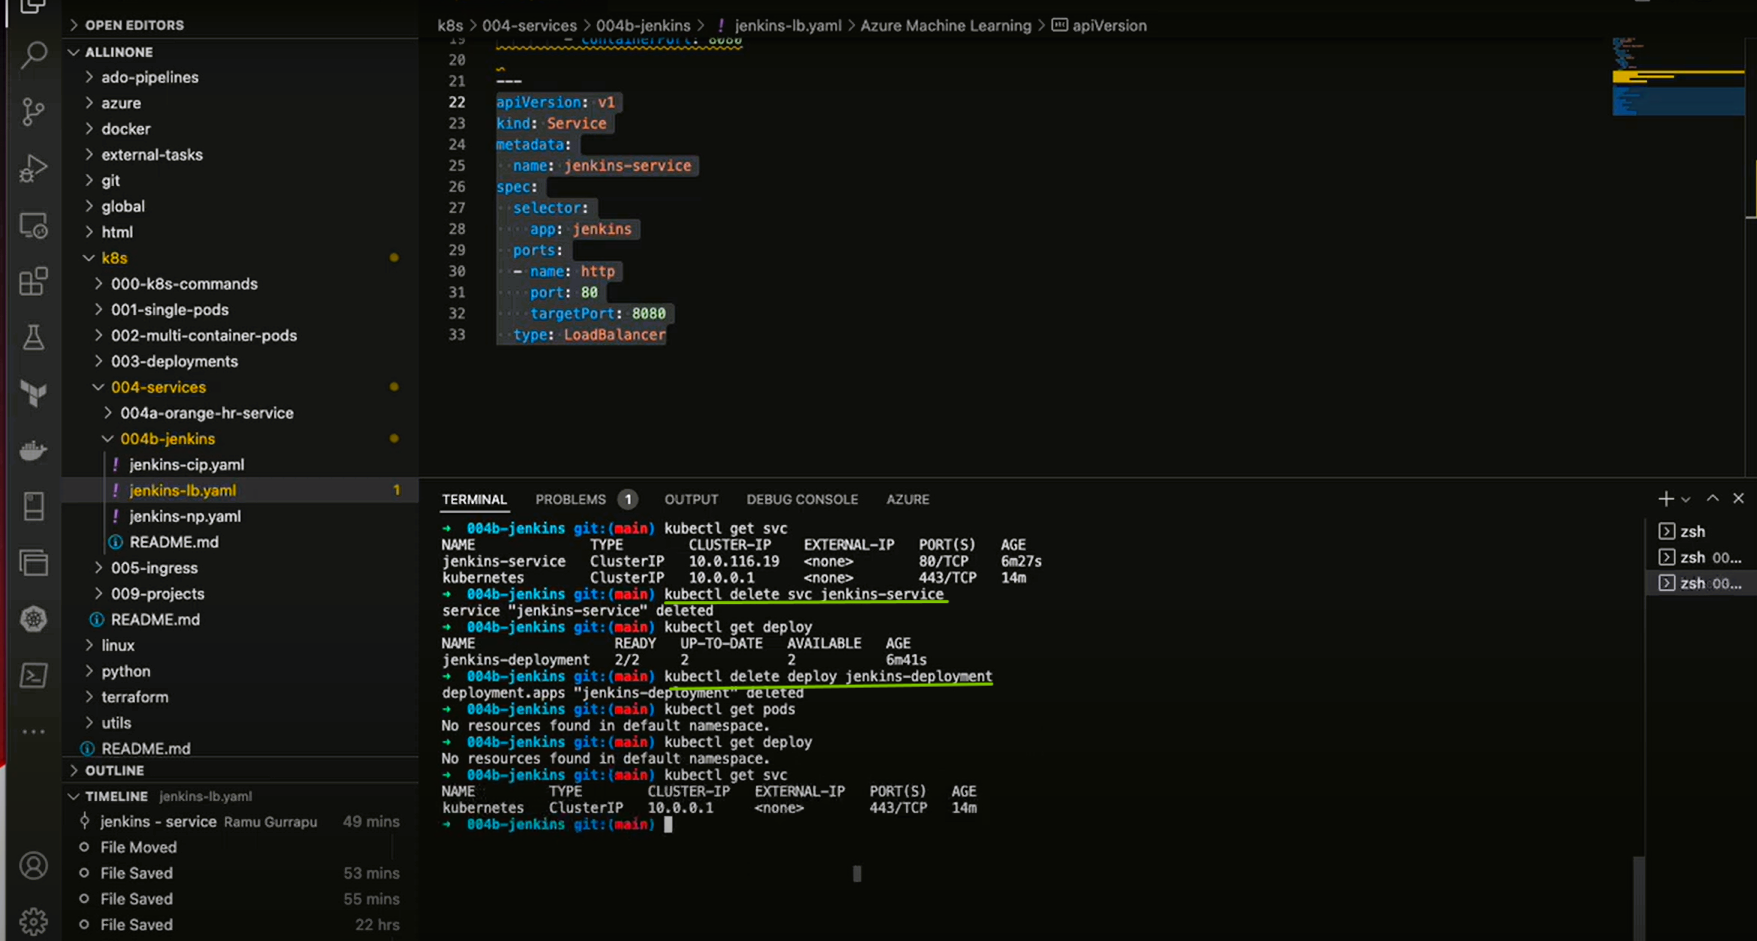 OPEN EDITORS
ALLINONE
ado-pipelines
azure
docker
external-tasks
git
global
html
k8s
000-k8s-commands
001-single-pods
002-multi-container-pods
003-deployments
004-services
004a-orange-hr-service
004b-jenkins
jenkins-cip.yaml
jenkins-lb.yaml 1
jenkins-np.yaml
README.md
005-ingress
009-projects
README.md
linux
python
terraform
utils
README.md
OUTLINE
TIMELINE jenkins-lb.yaml
jenkins - service Ramu Gurrapu 49 mins
File Moved
File Saved 53 mins
File Saved 55 mins
File Saved 22 hrs
k8s > 004-services > 004b-jenkins > ! jenkins-lb.yaml > Azure Machine Learning > apiVersion
19 - containerPort: 8080
20
21 ---
22 apiVersion: v1
23 kind: Service
24 metadata:
25 name: jenkins-service
26 spec:
27 selector:
28 app: jenkins
29 ports:
30 - name: http
31 port: 80
32 targetPort: 8080
33 type: LoadBalancer
TERMINAL PROBLEMS 1 OUTPUT DEBUG CONSOLE AZURE
→ 004b-jenkins git:(main) kubectl get svc
NAME TYPE CLUSTER-IP EXTERNAL-IP PORT(S) AGE
jenkins-service ClusterIP 10.0.116.19 <none> 80/TCP 6m27s
kubernetes ClusterIP 10.0.0.1 <none> 443/TCP 14m
→ 004b-jenkins git:(main) kubectl delete svc jenkins-service
service "jenkins-service" deleted
→ 004b-jenkins git:(main) kubectl get deploy
NAME READY UP-TO-DATE AVAILABLE AGE
jenkins-deployment 2/2 2 2 6m41s
→ 004b-jenkins git:(main) kubectl delete deploy jenkins-deployment
deployment.apps "jenkins-deployment" deleted
→ 004b-jenkins git:(main) kubectl get pods
No resources found in default namespace.
→ 004b-jenkins git:(main) kubectl get deploy
No resources found in default namespace.
→ 004b-jenkins git:(main) kubectl get svc
NAME TYPE CLUSTER-IP EXTERNAL-IP PORT(S) AGE
kubernetes ClusterIP 10.0.0.1 <none> 443/TCP 14m
→ 004b-jenkins git:(main)
zsh
zsh 00...
zsh 00...